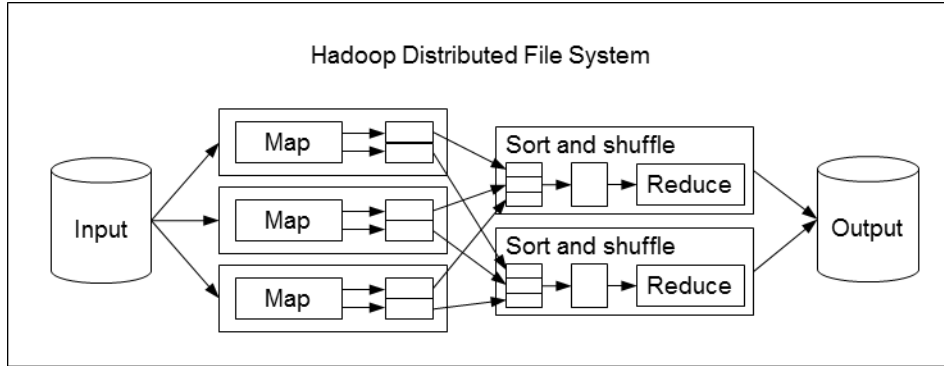 Hadoop Distributed File System
Input
Map
Map
Map
Sort and shuffle
Reduce
Sort and shuffle
Reduce
Output